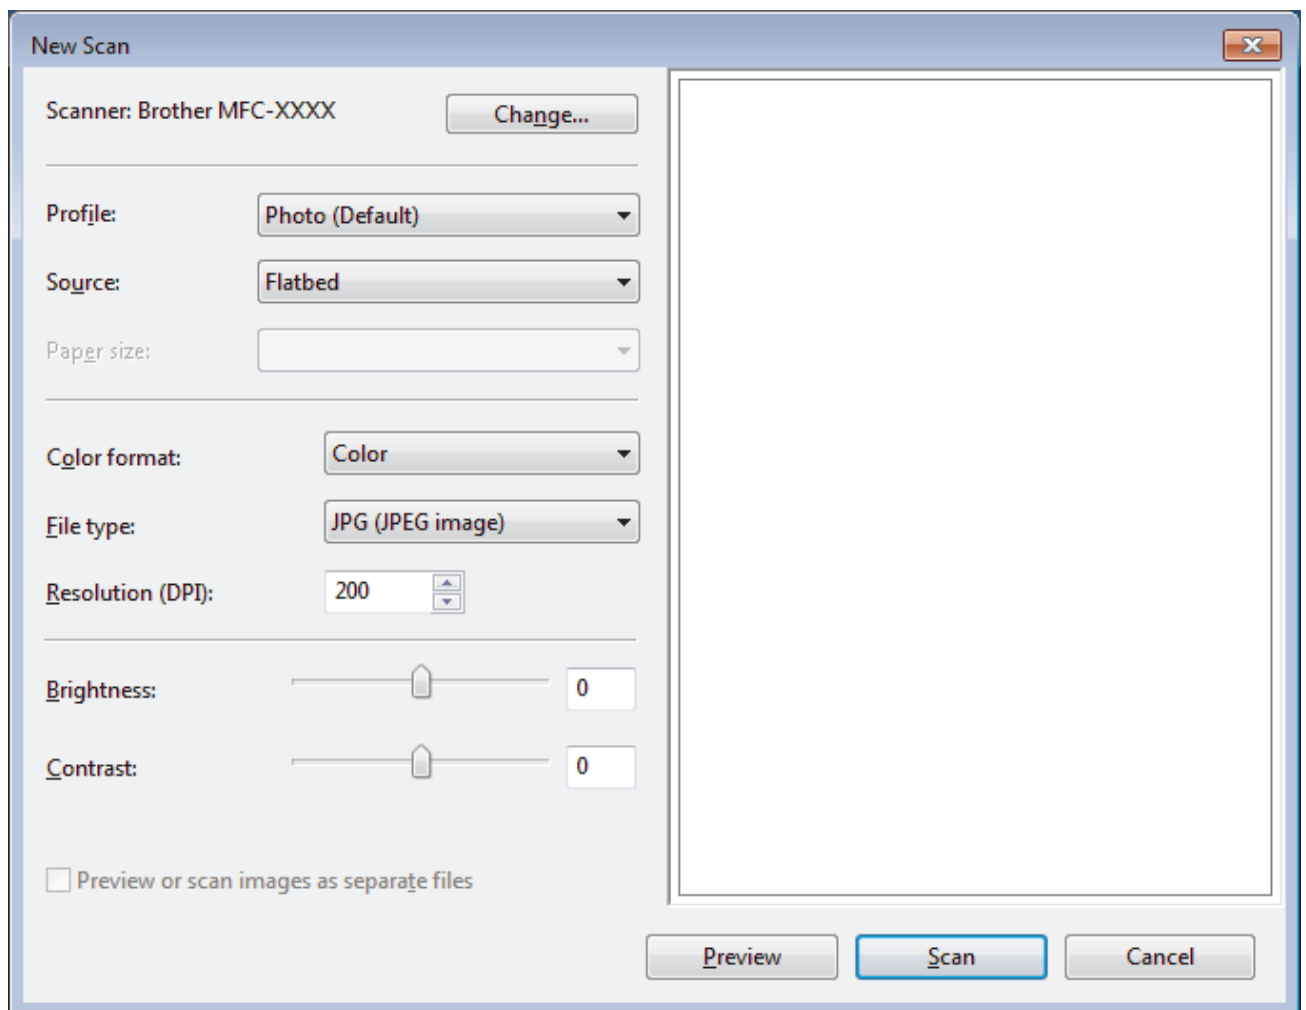 New Scan
Scanner: Brother MFC-XXXX
Change...
Profile:
Photo (Default)
Source:
Flatbed
Paper size:
Color format:
Color
File type:
JPG (JPEG image)
Resolution (DPI):
200
Brightness:
0
Contrast:
0
Preview or scan images as separate files
Preview
Scan
Cancel